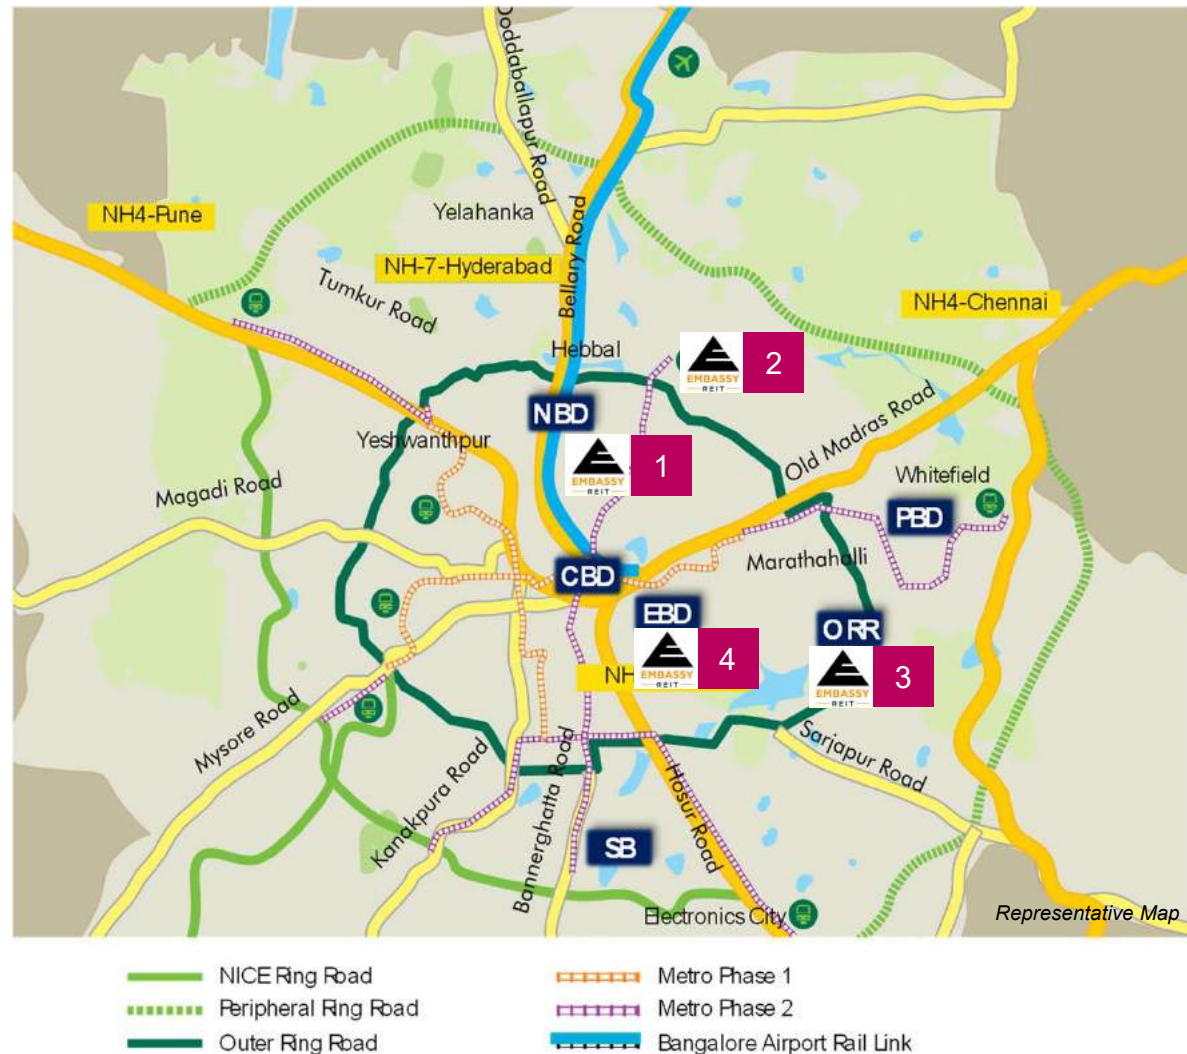 Doddaballapur Road
NH4-Pune
Yelahanka
Bellary Road
NH-7-Hyderabad
Tumkur Road
NH4-Chennai
Hebbal
EMBASSY
REIT
2
NBD
Old Madras Road
Yeshwanthpur
EMBASSY
REIT
1
Whitefield
Magadi Road
PBD
Marathahalli
CBD
EBD
ORR
EMBASSY
REIT
4
NH
EMBASSY
REIT
3
Mysore Road
Sarjapur Road
Kanakpura Road
Bannerghatta Road
Hosur Road
SB
Electronics City
Representative Map
NICE Ring Road
Metro Phase 1
Peripheral Ring Road
Metro Phase 2
Outer Ring Road
Bangalore Airport Rail Link